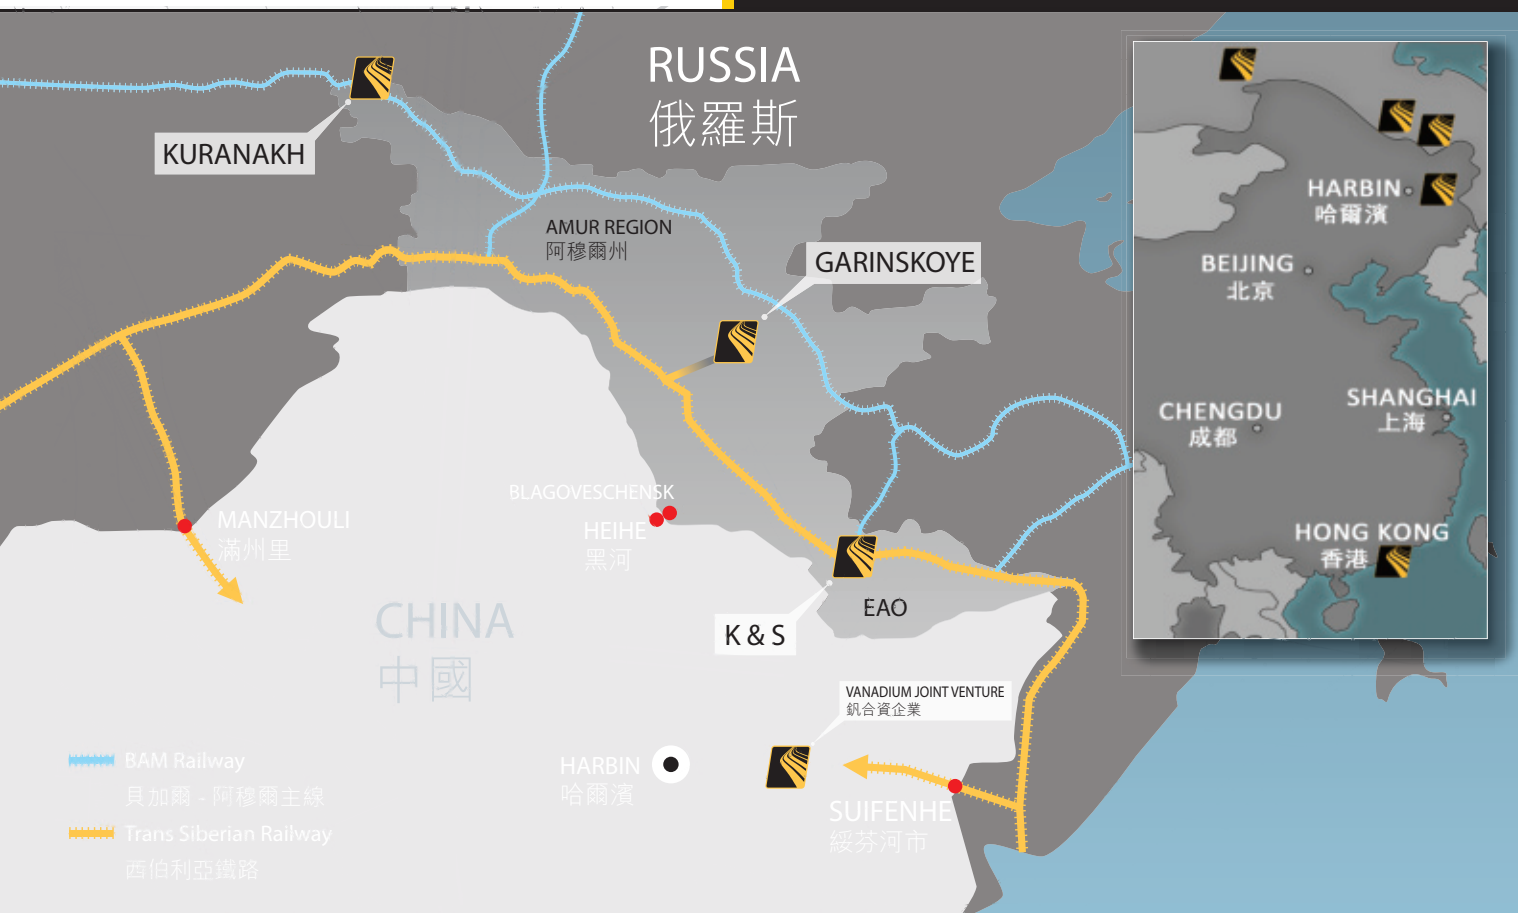 RUSSIA
俄羅斯
KURANAKH
AMUR REGION
阿穆爾州
GARINSKOYE
BLAGOVESCHENSK
HEIHE
黑河
MANZHOULI
滿州里
CHINA
中國
K & S
EAO
VANADIUM JOINT VENTURE
釩合資企業
HARBIN
哈爾濱
SUIFENHE
綏芬河市
BAM Railway
貝加爾 - 阿穆爾主線
Trans Siberian Railway
西伯利亞鐵路
HARBIN
哈爾濱
BEIJING
北京
SHANGHAI
上海
CHENGDU
成都
HONG KONG
香港